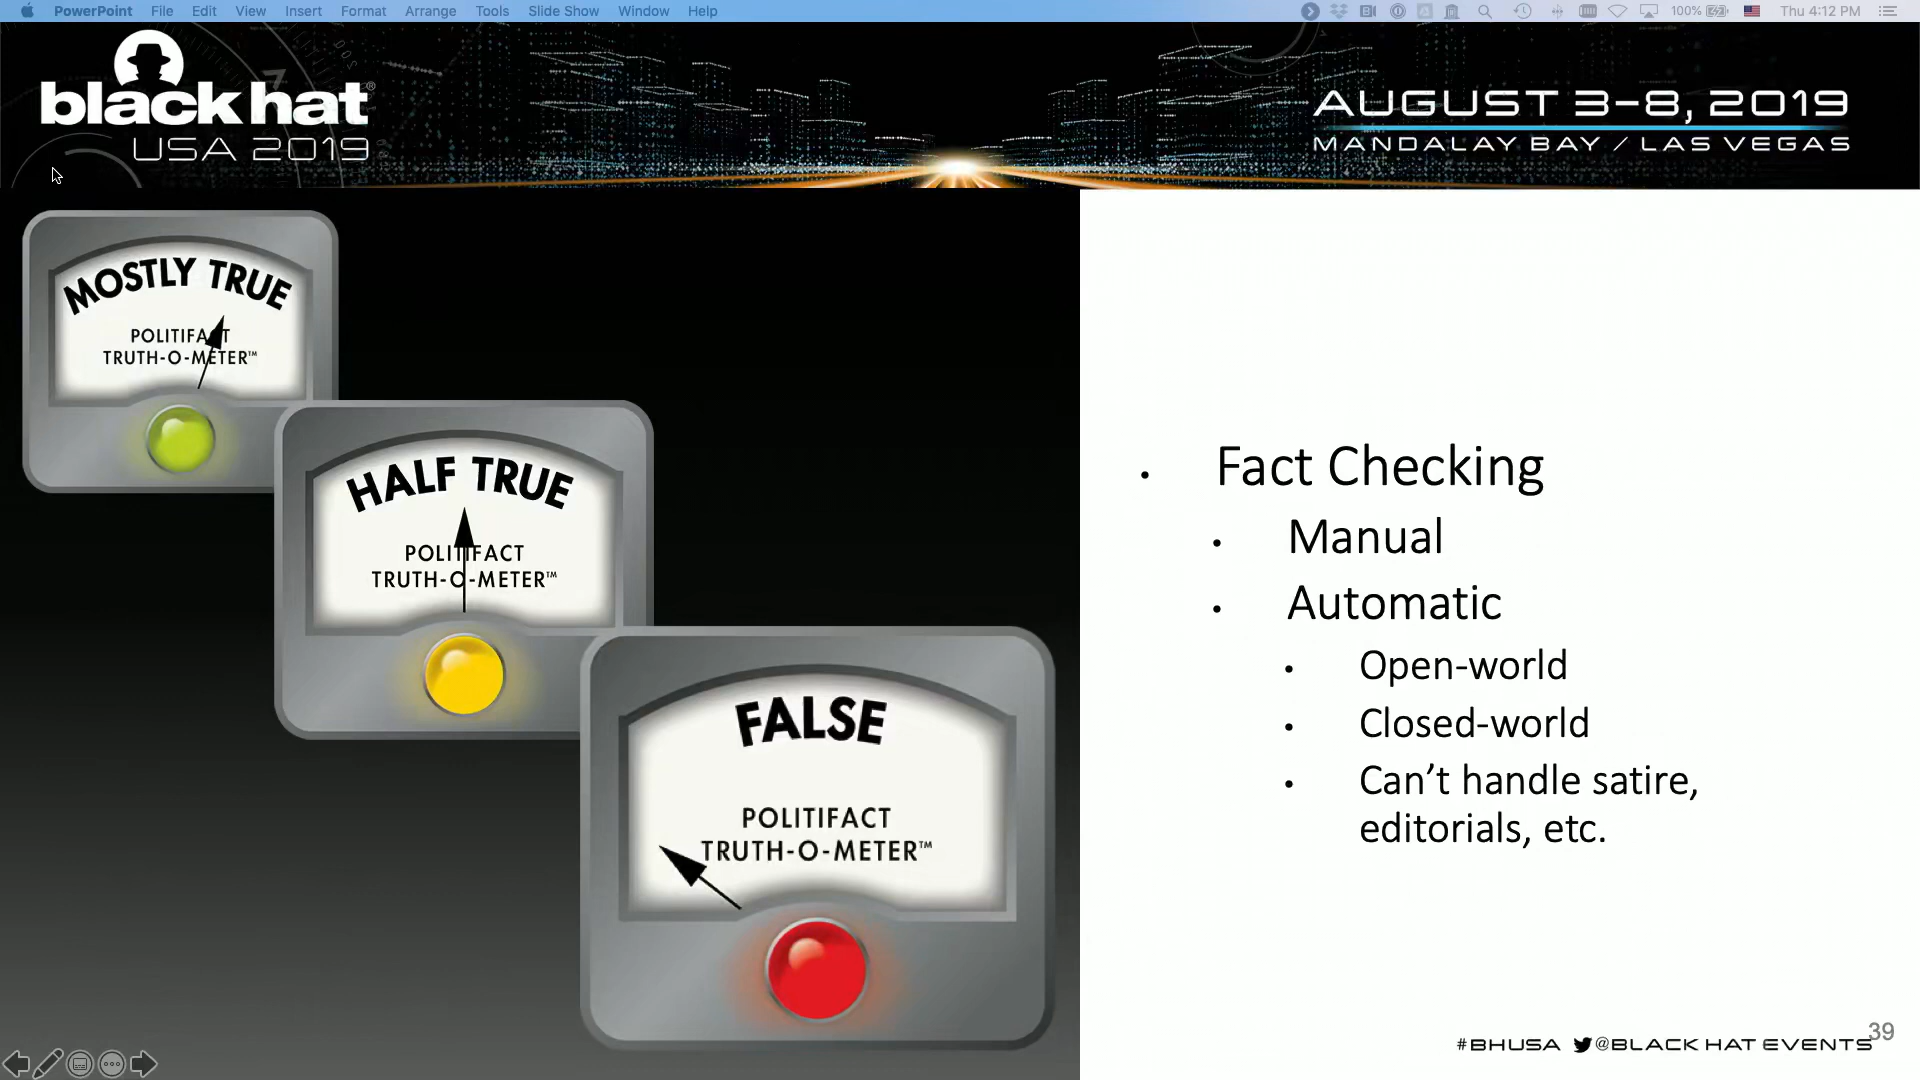 PowerPoint File Edit View Insert Format Arrange Tools Slide Show Window Help 100% Thu 4:12 PM
black hat®
USA 2019
AUGUST 3-8, 2019
MANDALAY BAY / LAS VEGAS
MOSTLY TRUE
POLITIFACT
TRUTH-O-METER™
HALF TRUE
POLITIFACT
TRUTH-O-METER™
FALSE
POLITIFACT
TRUTH-O-METER™
• Fact Checking
• Manual
• Automatic
• Open-world
• Closed-world
• Can’t handle satire,
editorials, etc.
39
#BHUSA @BLACK HAT EVENTS